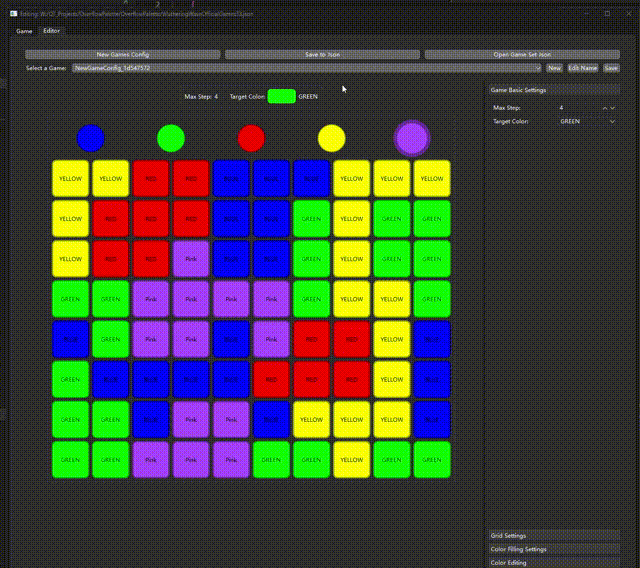 Game Editor
New Games Config Save to Json Open Game Set Json
Select a Game: NewGameConfig_1d547572 New Edit Name Save
Max Step: 4 Target Color: GREEN
Game Basic Settings
Max Step: 4
Target Color: GREEN
YELLOW YELLOW RED RED BLUE BLUE BLUE YELLOW YELLOW YELLOW
YELLOW RED RED RED BLUE BLUE GREEN YELLOW GREEN GREEN
YELLOW RED RED Pink BLUE BLUE GREEN YELLOW GREEN GREEN
GREEN GREEN Pink Pink Pink Pink GREEN YELLOW YELLOW GREEN
BLUE GREEN Pink Pink BLUE Pink RED RED YELLOW BLUE
GREEN BLUE BLUE BLUE BLUE RED RED RED YELLOW BLUE
GREEN GREEN BLUE Pink Pink BLUE YELLOW YELLOW YELLOW BLUE
GREEN GREEN Pink Pink Pink GREEN GREEN YELLOW GREEN GREEN
Grid Settings
Color Filling Settings
Color Editing